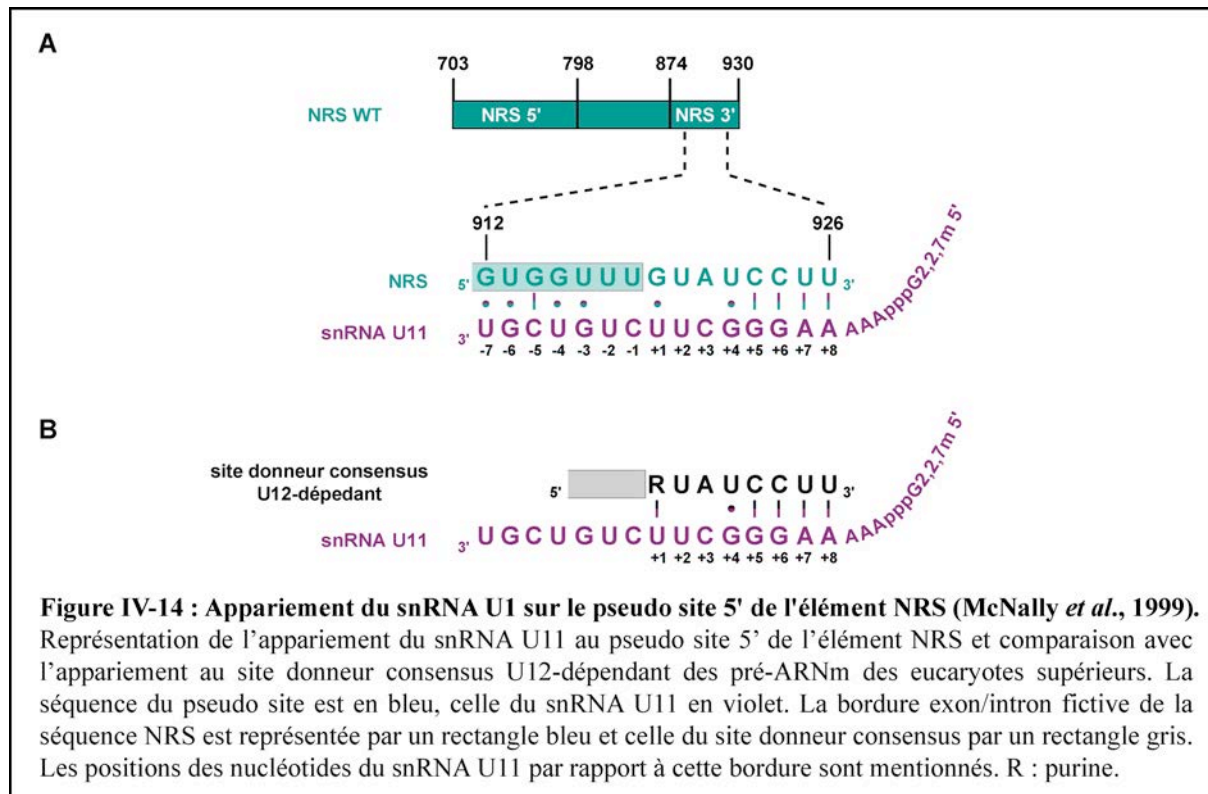 A
703 798 874 930
NRS WT NRS 5' NRS 3'
912 926
NRS 5' G U G G U U U G U A U C C U U 3'
snRNA U11 3' U G C U G U C U U C G G G A A AAApppG2,2,7m 5'
-7 -6 -5 -4 -3 -2 -1 +1 +2 +3 +4 +5 +6 +7 +8
B
site donneur consensus
U12-dépedant
5' R U A U C C U U 3'
snRNA U11 3' U G C U G U C U U C G G G A A AAApppG2,2,7m 5'
+1 +2 +3 +4 +5 +6 +7 +8
Figure IV-14 : Appariement du snRNA U1 sur le pseudo site 5' de l'élément NRS (McNally et al., 1999).
Représentation de l'appariement du snRNA U11 au pseudo site 5' de l'élément NRS et comparaison avec
l'appariement au site donneur consensus U12-dépendant des pré-ARNm des eucaryotes supérieurs. La
séquence du pseudo site est en bleu, celle du snRNA U11 en violet. La bordure exon/intron fictive de la
séquence NRS est représentée par un rectangle bleu et celle du site donneur consensus par un rectangle gris.
Les positions des nucléotides du snRNA U11 par rapport à cette bordure sont mentionnés. R : purine.